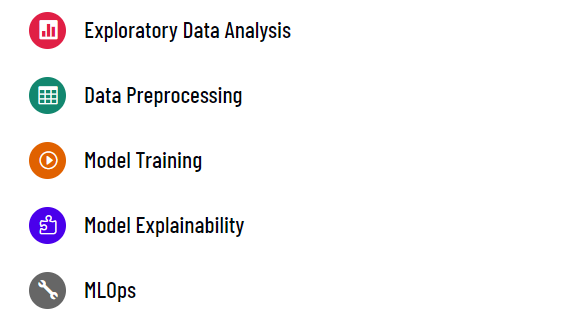 Exploratory Data Analysis
Data Preprocessing
Model Training
Model Explainability
MLOps